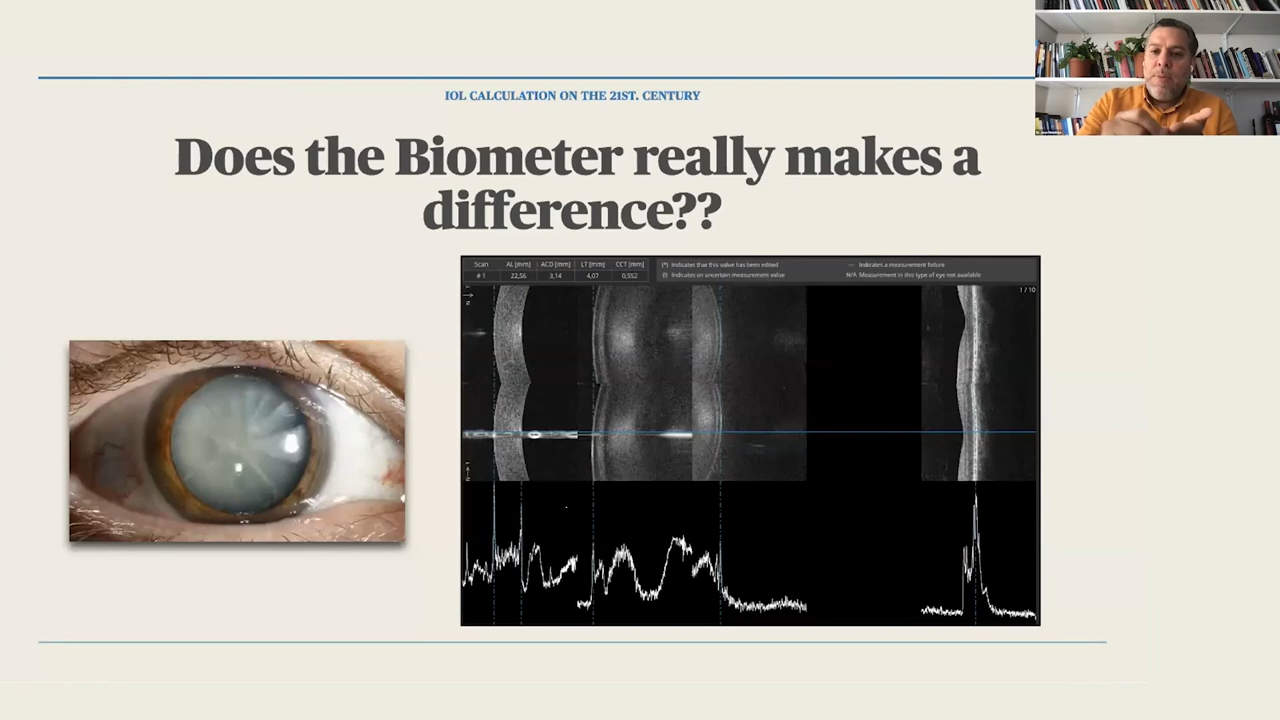 IOL CALCULATION ON THE 21ST. CENTURY
Does the Biometer really makes a
difference??
Scan AL [mm] ACD [mm] LT [mm] CCT [mm]
# 1 22,56 3,14 4,07 0,552
(*) Indicates that this value has been edited
Indicates an uncertain measurement value
--- Indicates a measurement failure
N/A Measurement in this type of eye not available
1 / 10